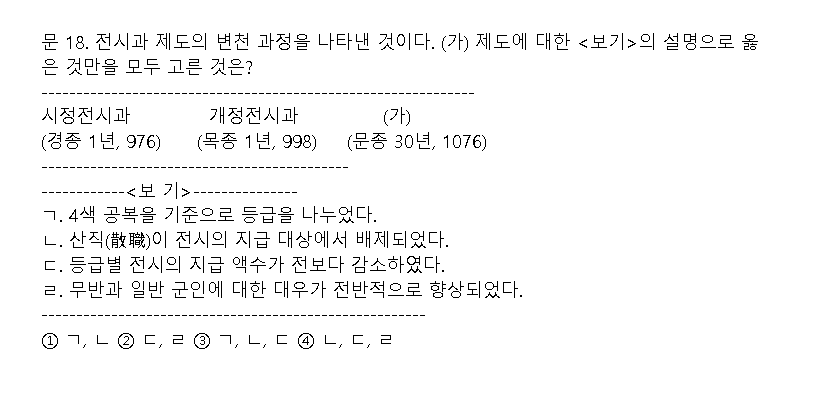 문 18. 전시과 제도의 변천 과정을 나타낸 것이다. (가) 제도에 대한 <보기>의 설명으로 옳
은 것만을 모두 고른 것은?
--------------------------------------------------------------
시정전시과 개정전시과 (가)
(경종 1년, 976) (목종 1년, 998) (문종 30년, 1076)
--------------------------------------------
------------<보 기>---------------
ㄱ. 4색 공복을 기준으로 등급을 나누었다.
ㄴ. 산직(散職)이 전시의 지급 대상에서 배제되었다.
ㄷ. 등급별 전시의 지급 액수가 전보다 감소하였다.
ㄹ. 무반과 일반 군인에 대한 대우가 전반적으로 향상되었다.
-------------------------------------------------------
① ㄱ, ㄴ ② ㄷ, ㄹ ③ ㄱ, ㄴ, ㄷ ④ ㄴ, ㄷ, ㄹ